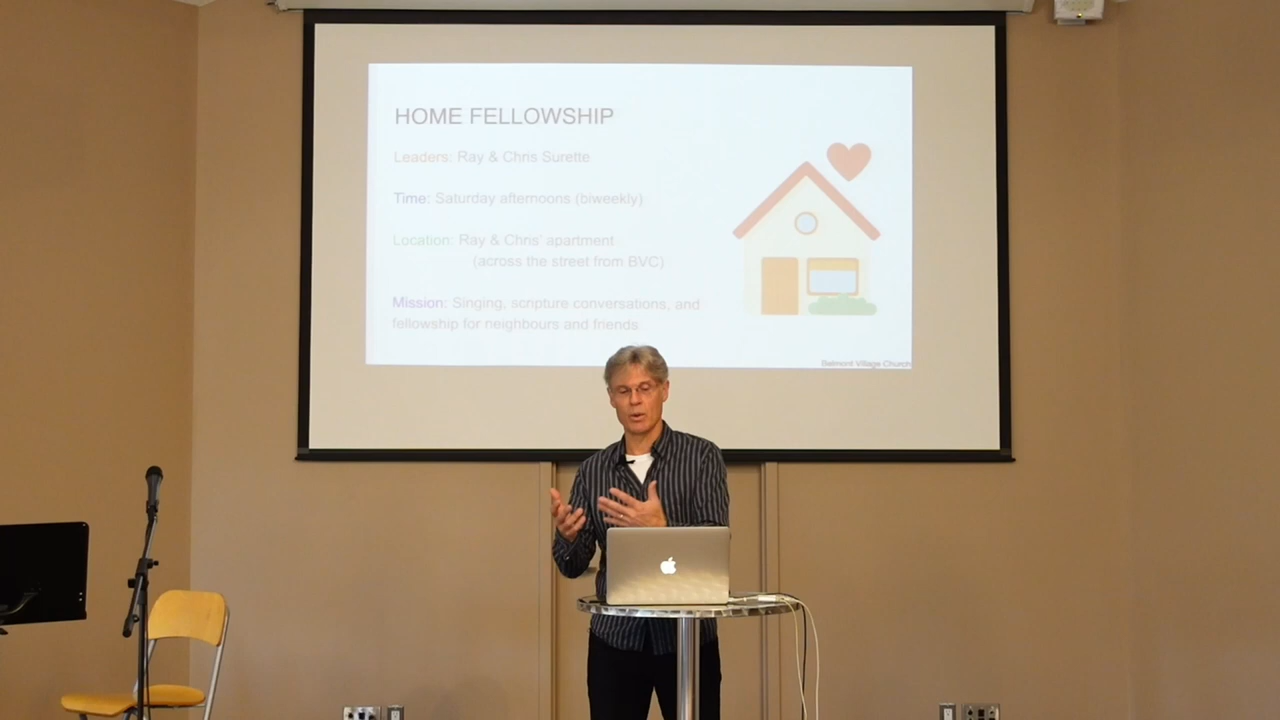 HOME FELLOWSHIP
Leaders: Ray & Chris Surette
Time: Saturday afternoons (biweekly)
Location: Ray & Chris' apartment
(across the street from BVC)
Mission: Singing, scripture conversations, and
fellowship for neighbours and friends
Belmont Village Church